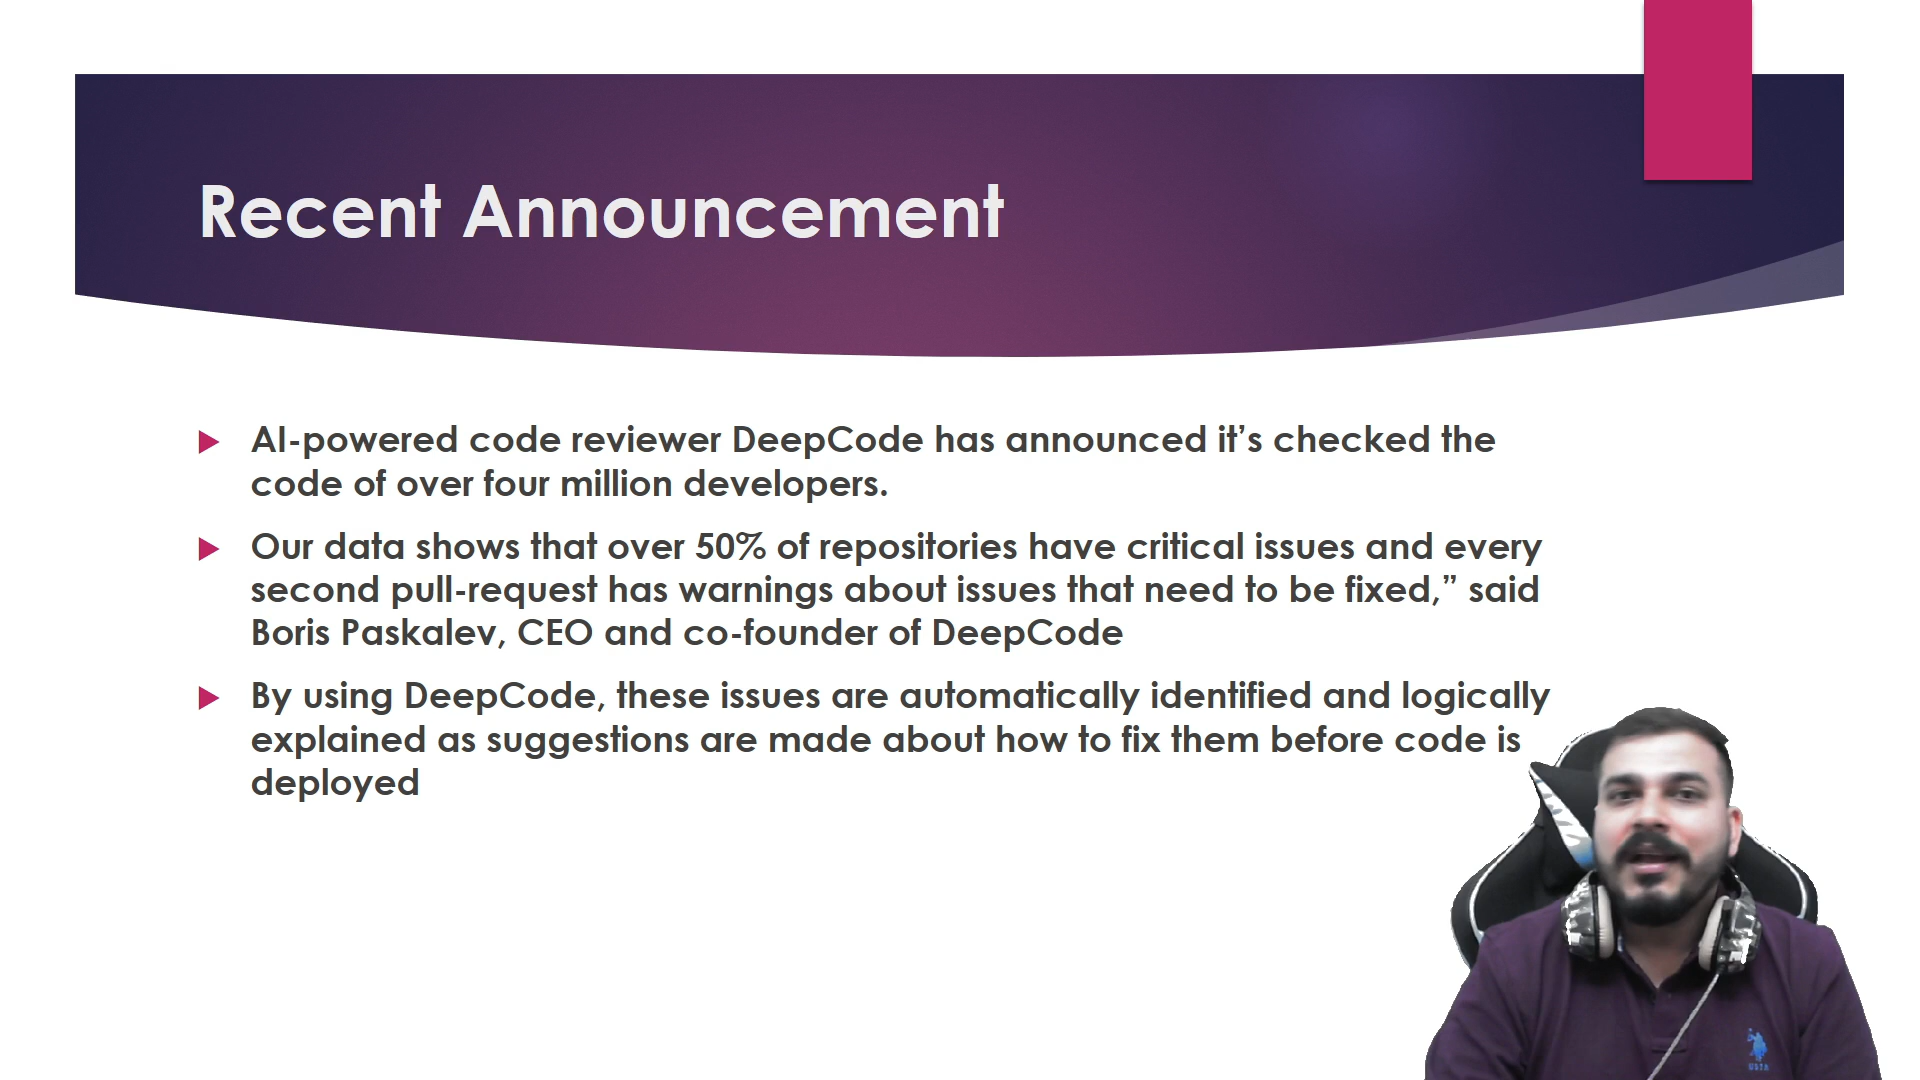 Recent Announcement
AI-powered code reviewer DeepCode has announced it’s checked the
code of over four million developers.
Our data shows that over 50% of repositories have critical issues and every
second pull-request has warnings about issues that need to be fixed,” said
Boris Paskalev, CEO and co-founder of DeepCode
By using DeepCode, these issues are automatically identified and logically
explained as suggestions are made about how to fix them before code is
deployed